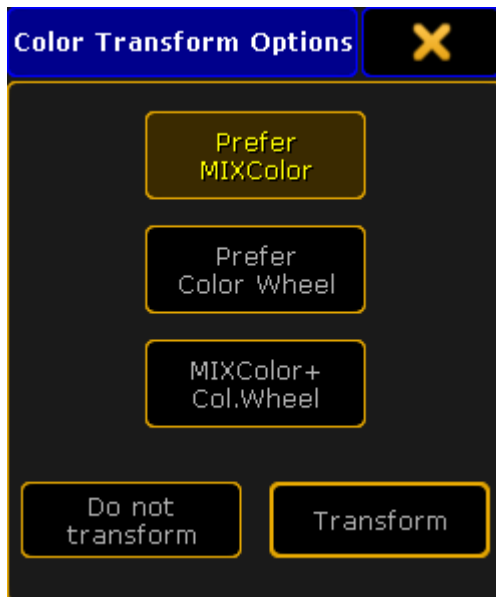 Color Transform Options
Prefer
MIXColor
Prefer
Color Wheel
MIXColor+
Col.Wheel
Do not
transform
Transform